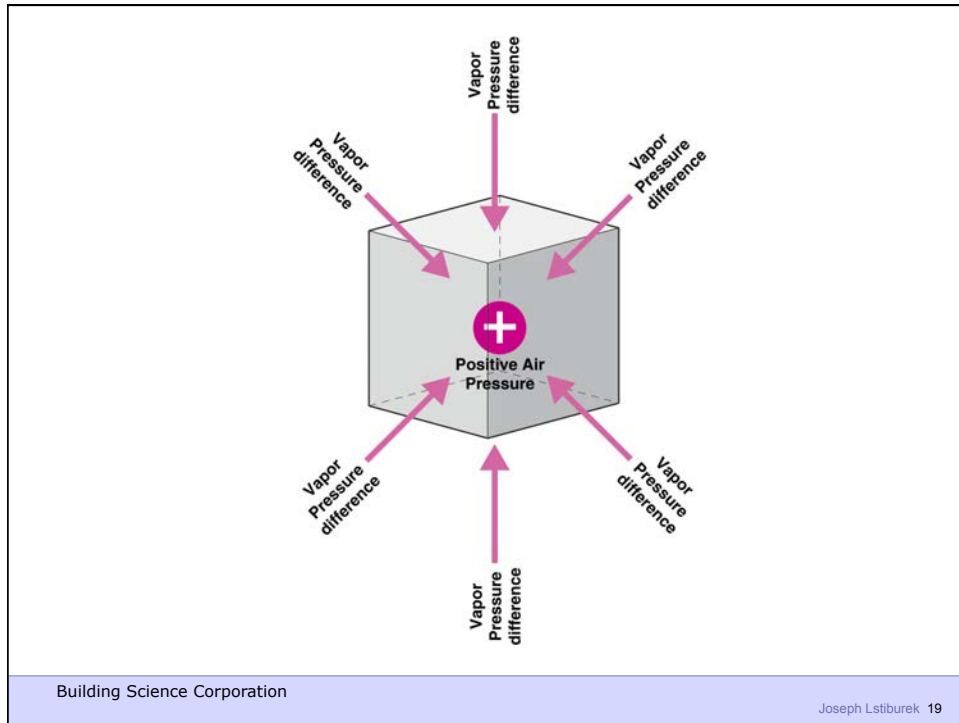 Vapor
Pressure
difference
Vapor
Pressure
difference
Vapor
Pressure
difference
+
Positive Air
Pressure
Vapor
Pressure
difference
Vapor
Pressure
difference
Vapor
Pressure
difference
Building Science Corporation
Joseph Lstiburek 19